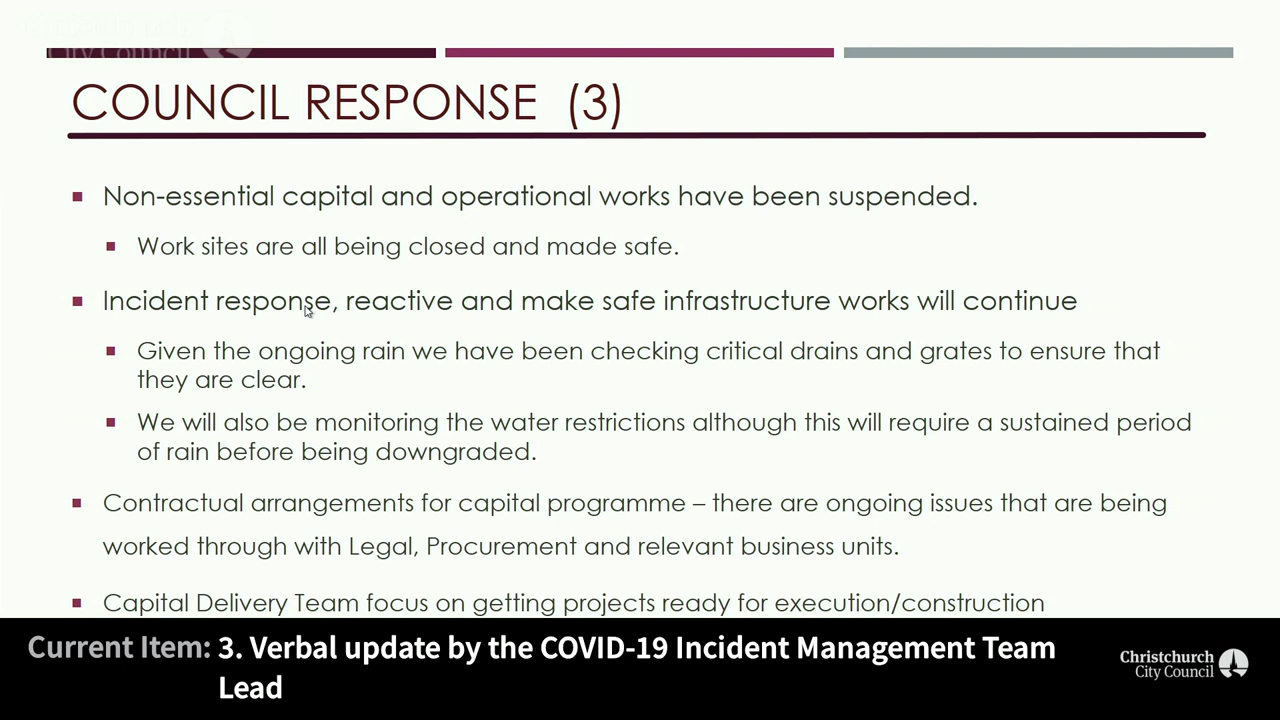 City Council
COUNCIL RESPONSE (3)
Non-essential capital and operational works have been suspended.
Work sites are all being closed and made safe.
Incident response, reactive and make safe infrastructure works will continue
Given the ongoing rain we have been checking critical drains and grates to ensure that
they are clear.
We will also be monitoring the water restrictions although this will require a sustained period
of rain before being downgraded.
Contractual arrangements for capital programme – there are ongoing issues that are being
worked through with Legal, Procurement and relevant business units.
Capital Delivery Team focus on getting projects ready for execution/construction
Current Item: 3. Verbal update by the COVID-19 Incident Management Team
Lead
Christchurch
City Council